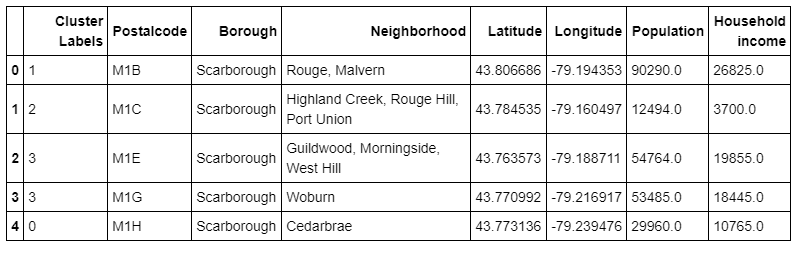 Cluster Labels Postalcode Borough Neighborhood Latitude Longitude Population Household income
0 1 M1B Scarborough Rouge, Malvern 43.806686 -79.194353 90290.0 26825.0
1 2 M1C Scarborough Highland Creek, Rouge Hill, Port Union 43.784535 -79.160497 12494.0 3700.0
2 3 M1E Scarborough Guildwood, Morningside, West Hill 43.763573 -79.188711 54764.0 19855.0
3 3 M1G Scarborough Woburn 43.770992 -79.216917 53485.0 18445.0
4 0 M1H Scarborough Cedarbrae 43.773136 -79.239476 29960.0 10765.0